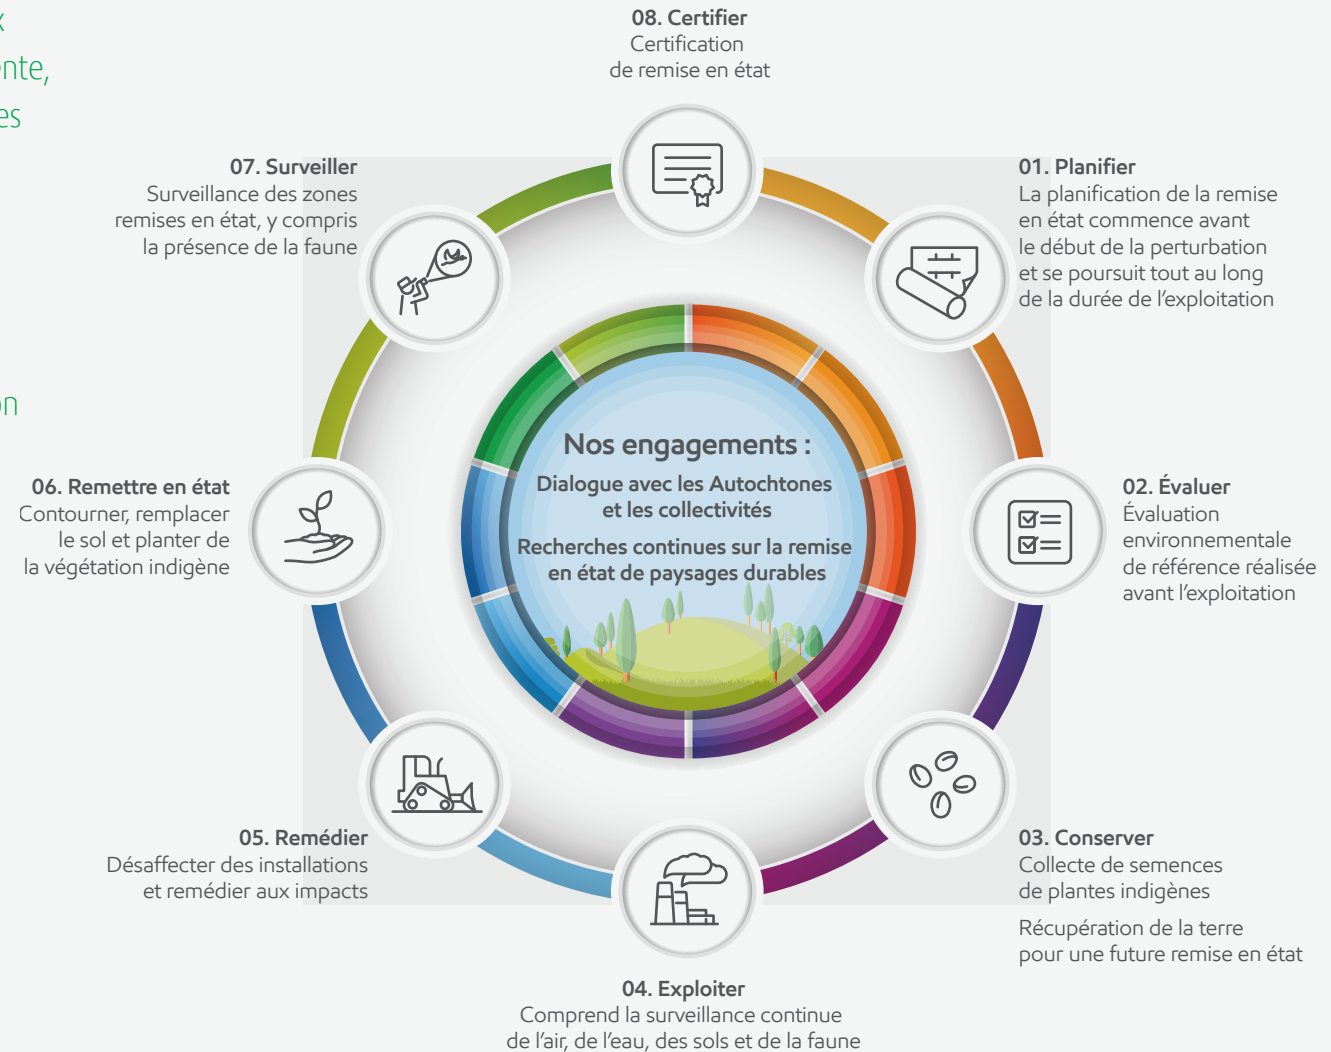 x
nte,
es
on
08. Certifier
Certification
de remise en état
01. Planifier
La planification de la remise
en état commence avant
le début de la perturbation
et se poursuit tout au long
de la durée de l'exploitation
02. Évaluer
Évaluation
environnementale
de référence réalisée
avant l'exploitation
03. Conserver
Collecte de semences
de plantes indigènes
Récupération de la terre
pour une future remise en état
04. Exploiter
Comprend la surveillance continue
de l'air, de l'eau, des sols et de la faune
05. Remédier
Désaffecter des installations
et remédier aux impacts
06. Remettre en état
Contourner, remplacer
le sol et planter de
la végétation indigène
07. Surveiller
Surveillance des zones
remises en état, y compris
la présence de la faune
Nos engagements :
Dialogue avec les Autochtones
et les collectivités
Recherches continues sur la remise
en état de paysages durables